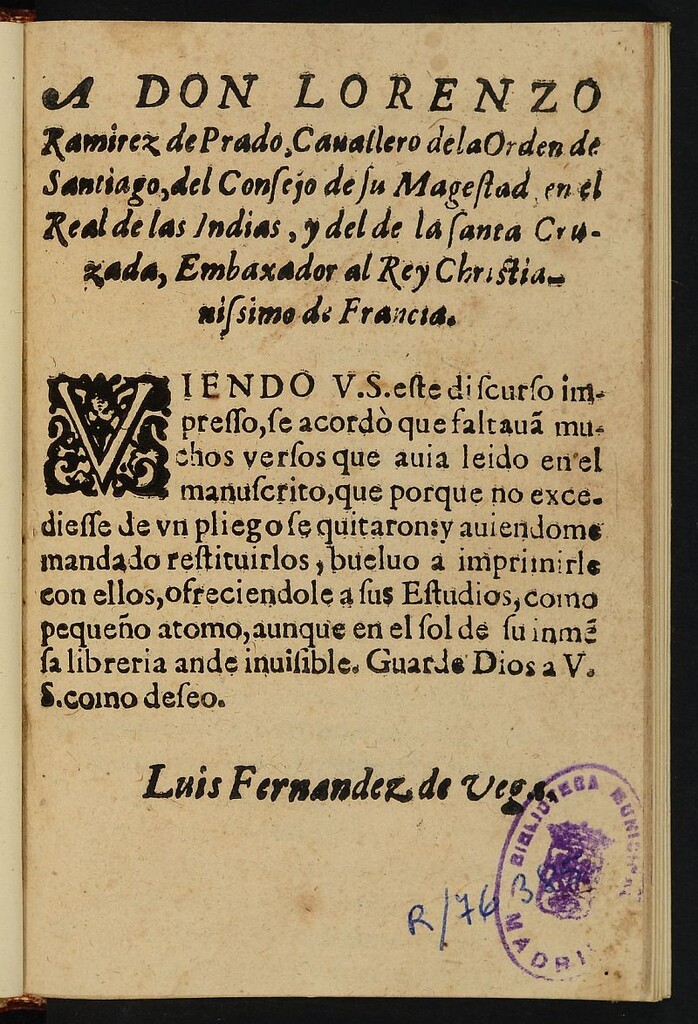 A DON LORENZO
Ramirez de Prado, Cauallero de la Orden de
Santiago, del Conſejo de ſu Mageſtad, en el
Real de las Indias, y del de la ſanta Cru-
zada, Embaxador al Rey Chriſtia-
niſsimo de Francia.
VIENDO V.S. eſte diſcurſo im-
preſſo, ſe acordò que faltauã mu-
chos verſos que auia leido en el
manuſcrito, que porque no exce-
dieſſe de vn pliego ſe quitaron: y auiendome
mandado reſtituirlos, bueluo a imprimirle
con ellos, ofreciendole a ſus Eſtudios, como
pequeño atomo, aunque en el ſol de ſu inmẽ
ſa libreria ande inuiſible. Guarde Dios a V.
S. como deſeo.
Luis Fernandez de Vega.
BIBLIOTECA MUNICIPAL
MADRID
R/76